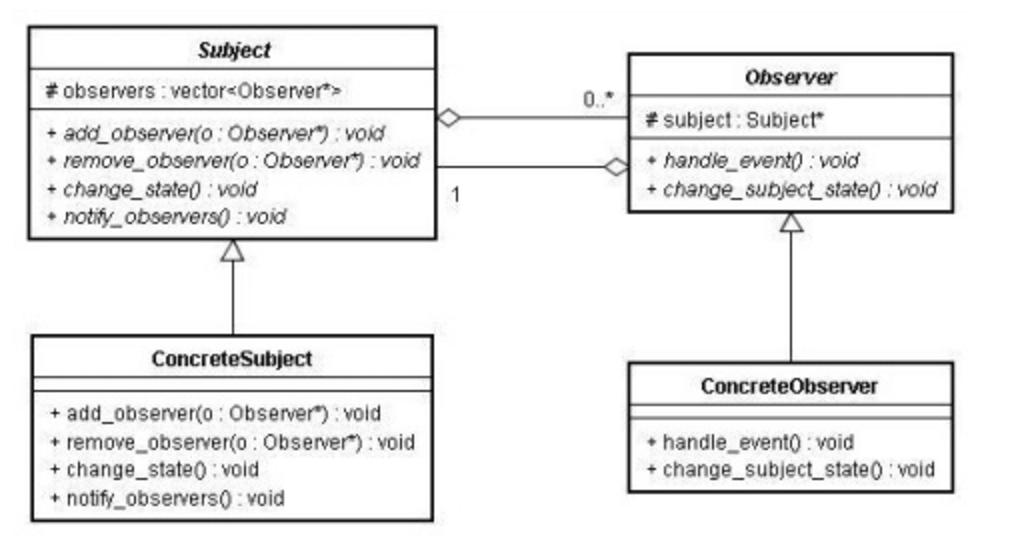 Subject
# observers : vector<Observer*>
+ add_observer(o : Observer*) : void
+ remove_observer(o : Observer*) : void
+ change_state() : void
+ notify_observers() : void
0..*
1
Observer
# subject : Subject*
+ handle_event() : void
+ change_subject_state() : void
ConcreteSubject
+ add_observer(o : Observer*) : void
+ remove_observer(o : Observer*) : void
+ change_state() : void
+ notify_observers() : void
ConcreteObserver
+ handle_event() : void
+ change_subject_state() : void